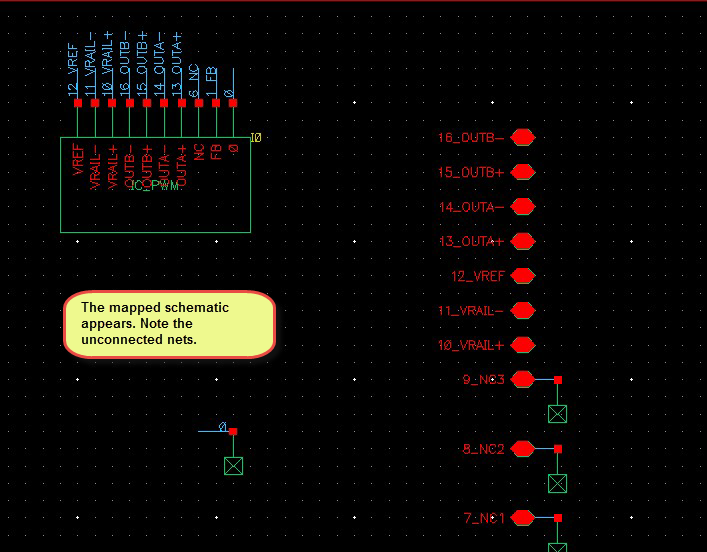 12_VREF
11_VRAIL-
10_VRAIL+
16_OUTB-
15_OUTB+
14_OUTA-
13_OUTA+
6_NC
1_FB
0
I0
VREF
VRAIL-
VRAIL+
OUTB-
OUTB+
OUTA-
OUTA+
NC
FB
0
IC_PWM
The mapped schematic
appears. Note the
unconnected nets.
0
16_OUTB-
15_OUTB+
14_OUTA-
13_OUTA+
12_VREF
11_VRAIL-
10_VRAIL+
9_NC3
8_NC2
7_NC1